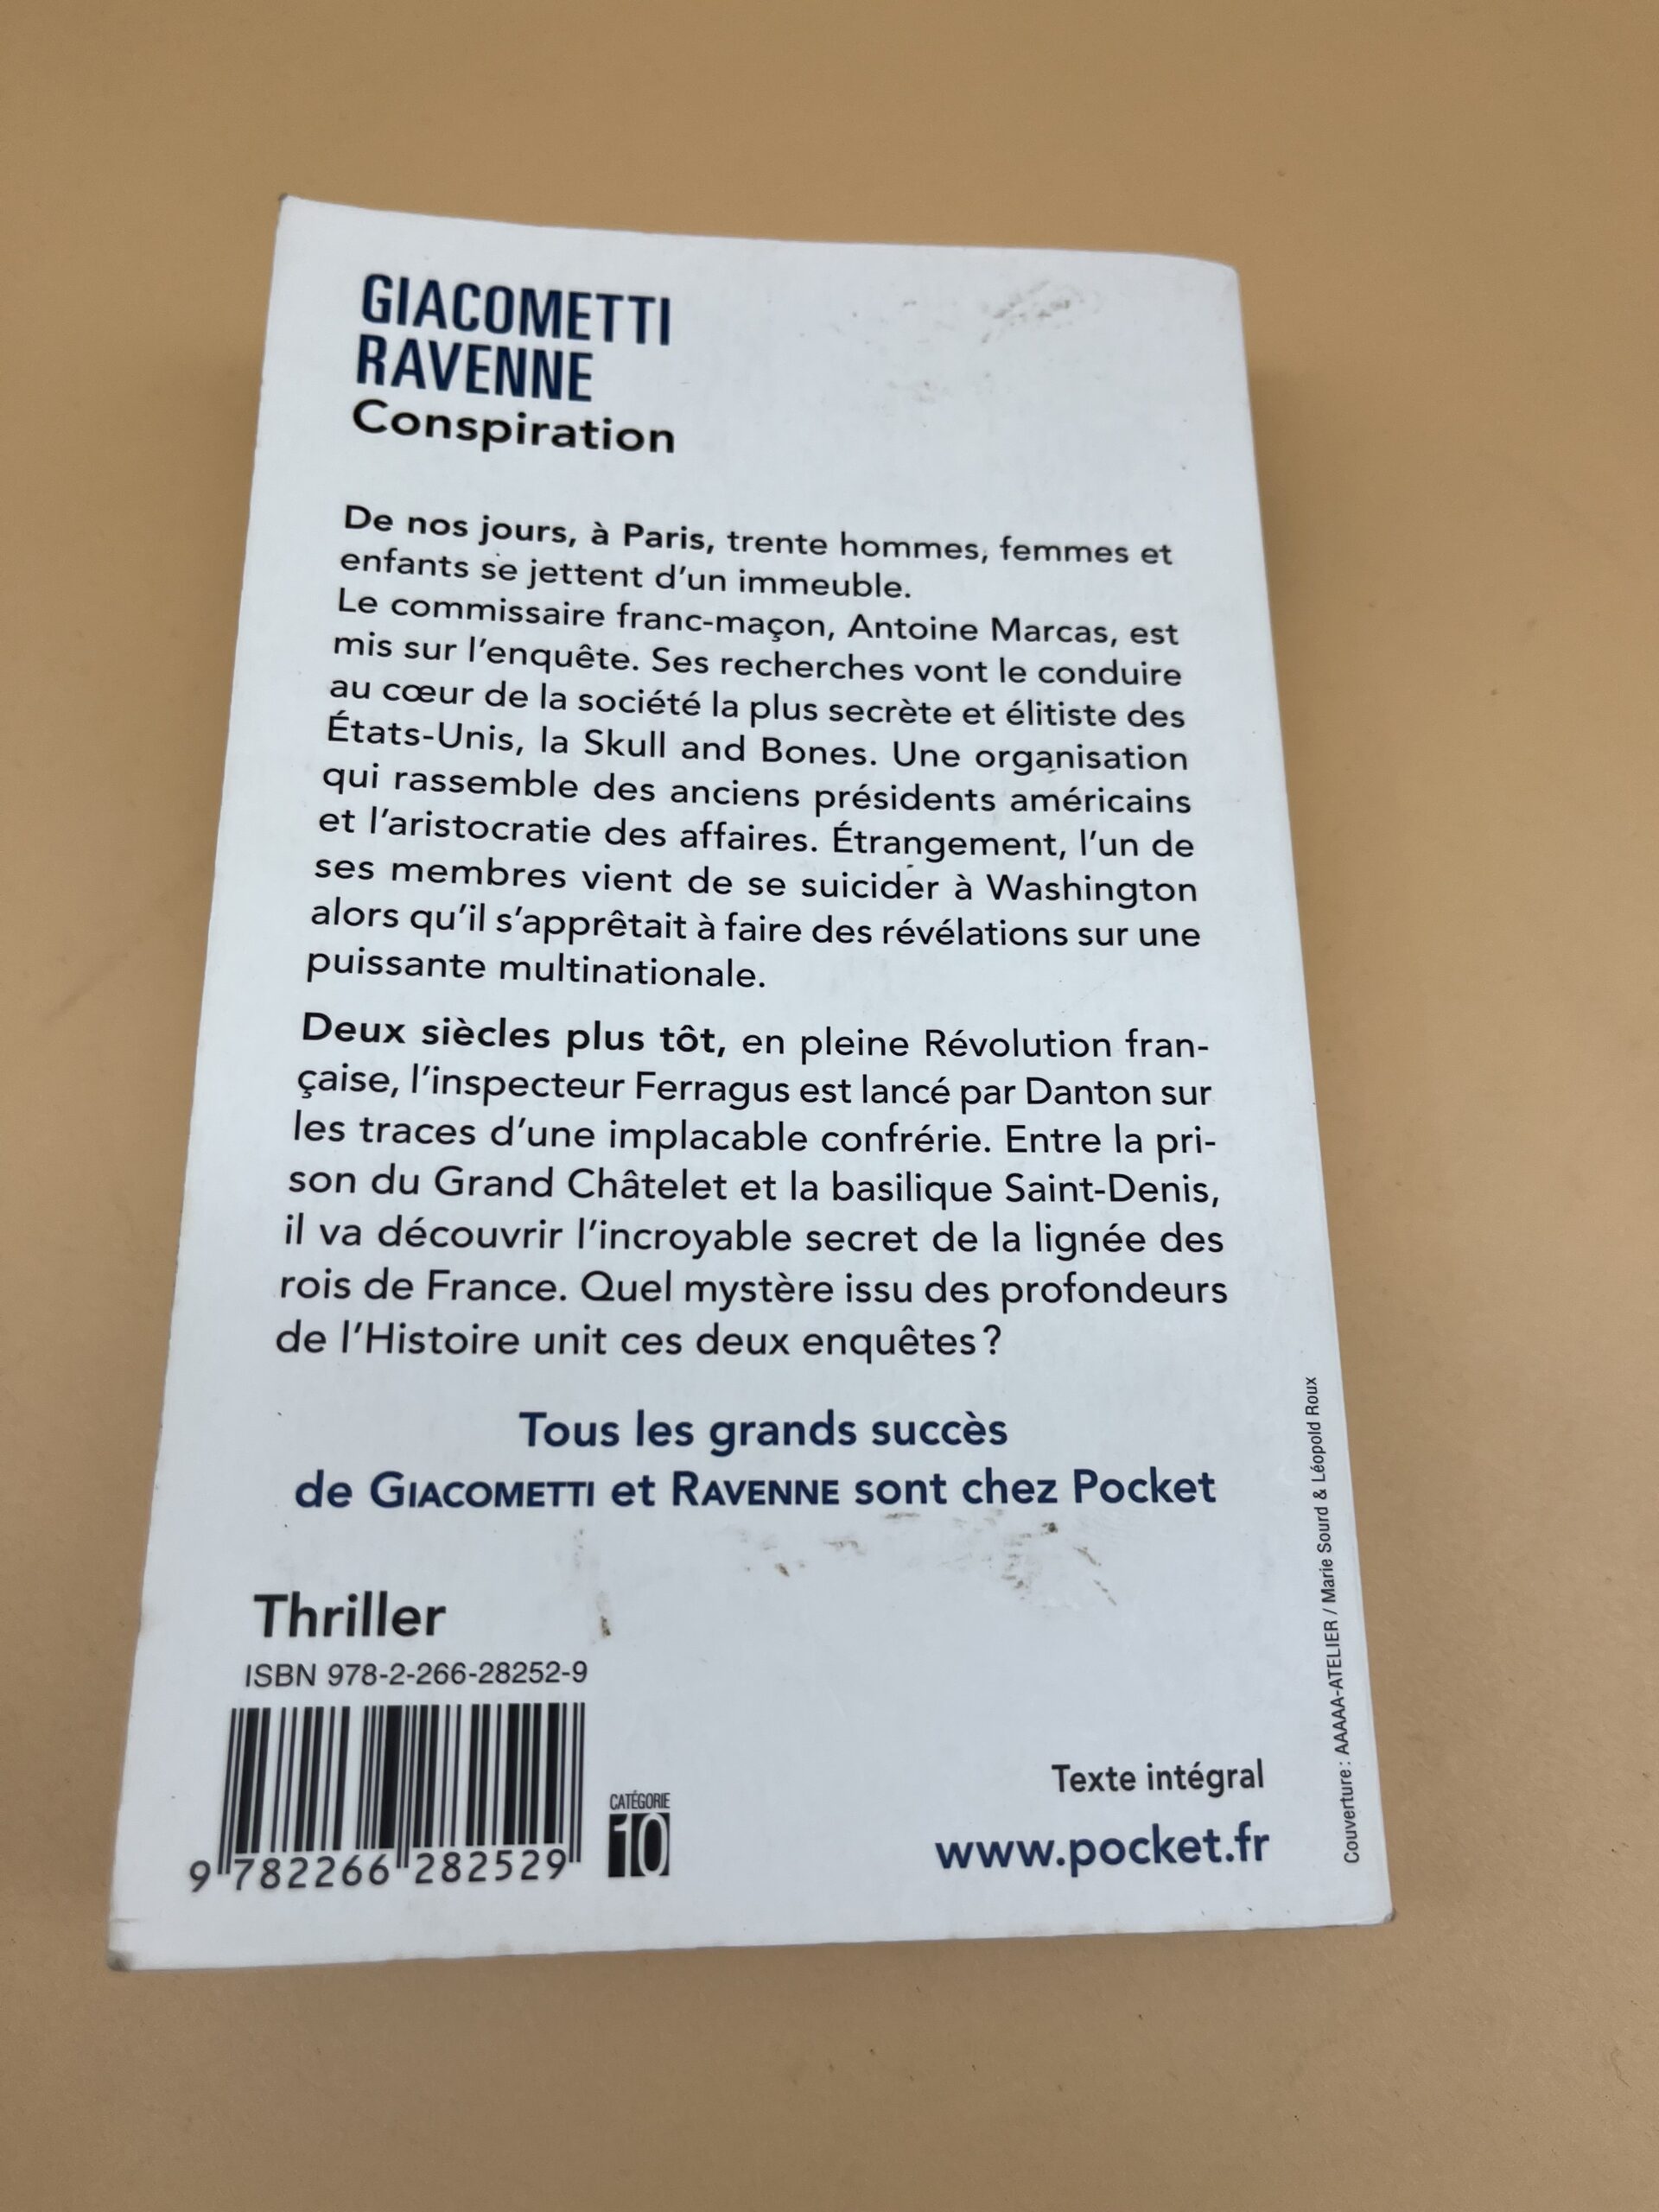 GIACOMETTI
RAVENNE
Conspiration
De nos jours, à Paris, trente hommes, femmes et
enfants se jettent d'un immeuble.
Le commissaire franc-maçon, Antoine Marcas, est
mis sur l'enquête. Ses recherches vont le conduire
au cœur de la société la plus secrète et élitiste des
États-Unis, la Skull and Bones. Une organisation
qui rassemble des anciens présidents américains
et l'aristocratie des affaires. Étrangement, l'un de
ses membres vient de se suicider à Washington
alors qu'il s'apprêtait à faire des révélations sur une
puissante multinationale.
Deux siècles plus tôt, en pleine Révolution fran-
çaise, l'inspecteur Ferragus est lancé par Danton sur
les traces d'une implacable confrérie. Entre la pri-
son du Grand Châtelet et la basilique Saint-Denis,
il va découvrir l'incroyable secret de la lignée des
rois de France. Quel mystère issu des profondeurs
de l'Histoire unit ces deux enquêtes ?
Tous les grands succès
de GIACOMETTI et RAVENNE sont chez Pocket
Thriller
ISBN 978-2-266-28252-9
9 782266 282529
CATÉGORIE
10
Texte intégral
www.pocket.fr
Couverture : AAAA-ATELIER / Marie Sourd & Léopold Roux